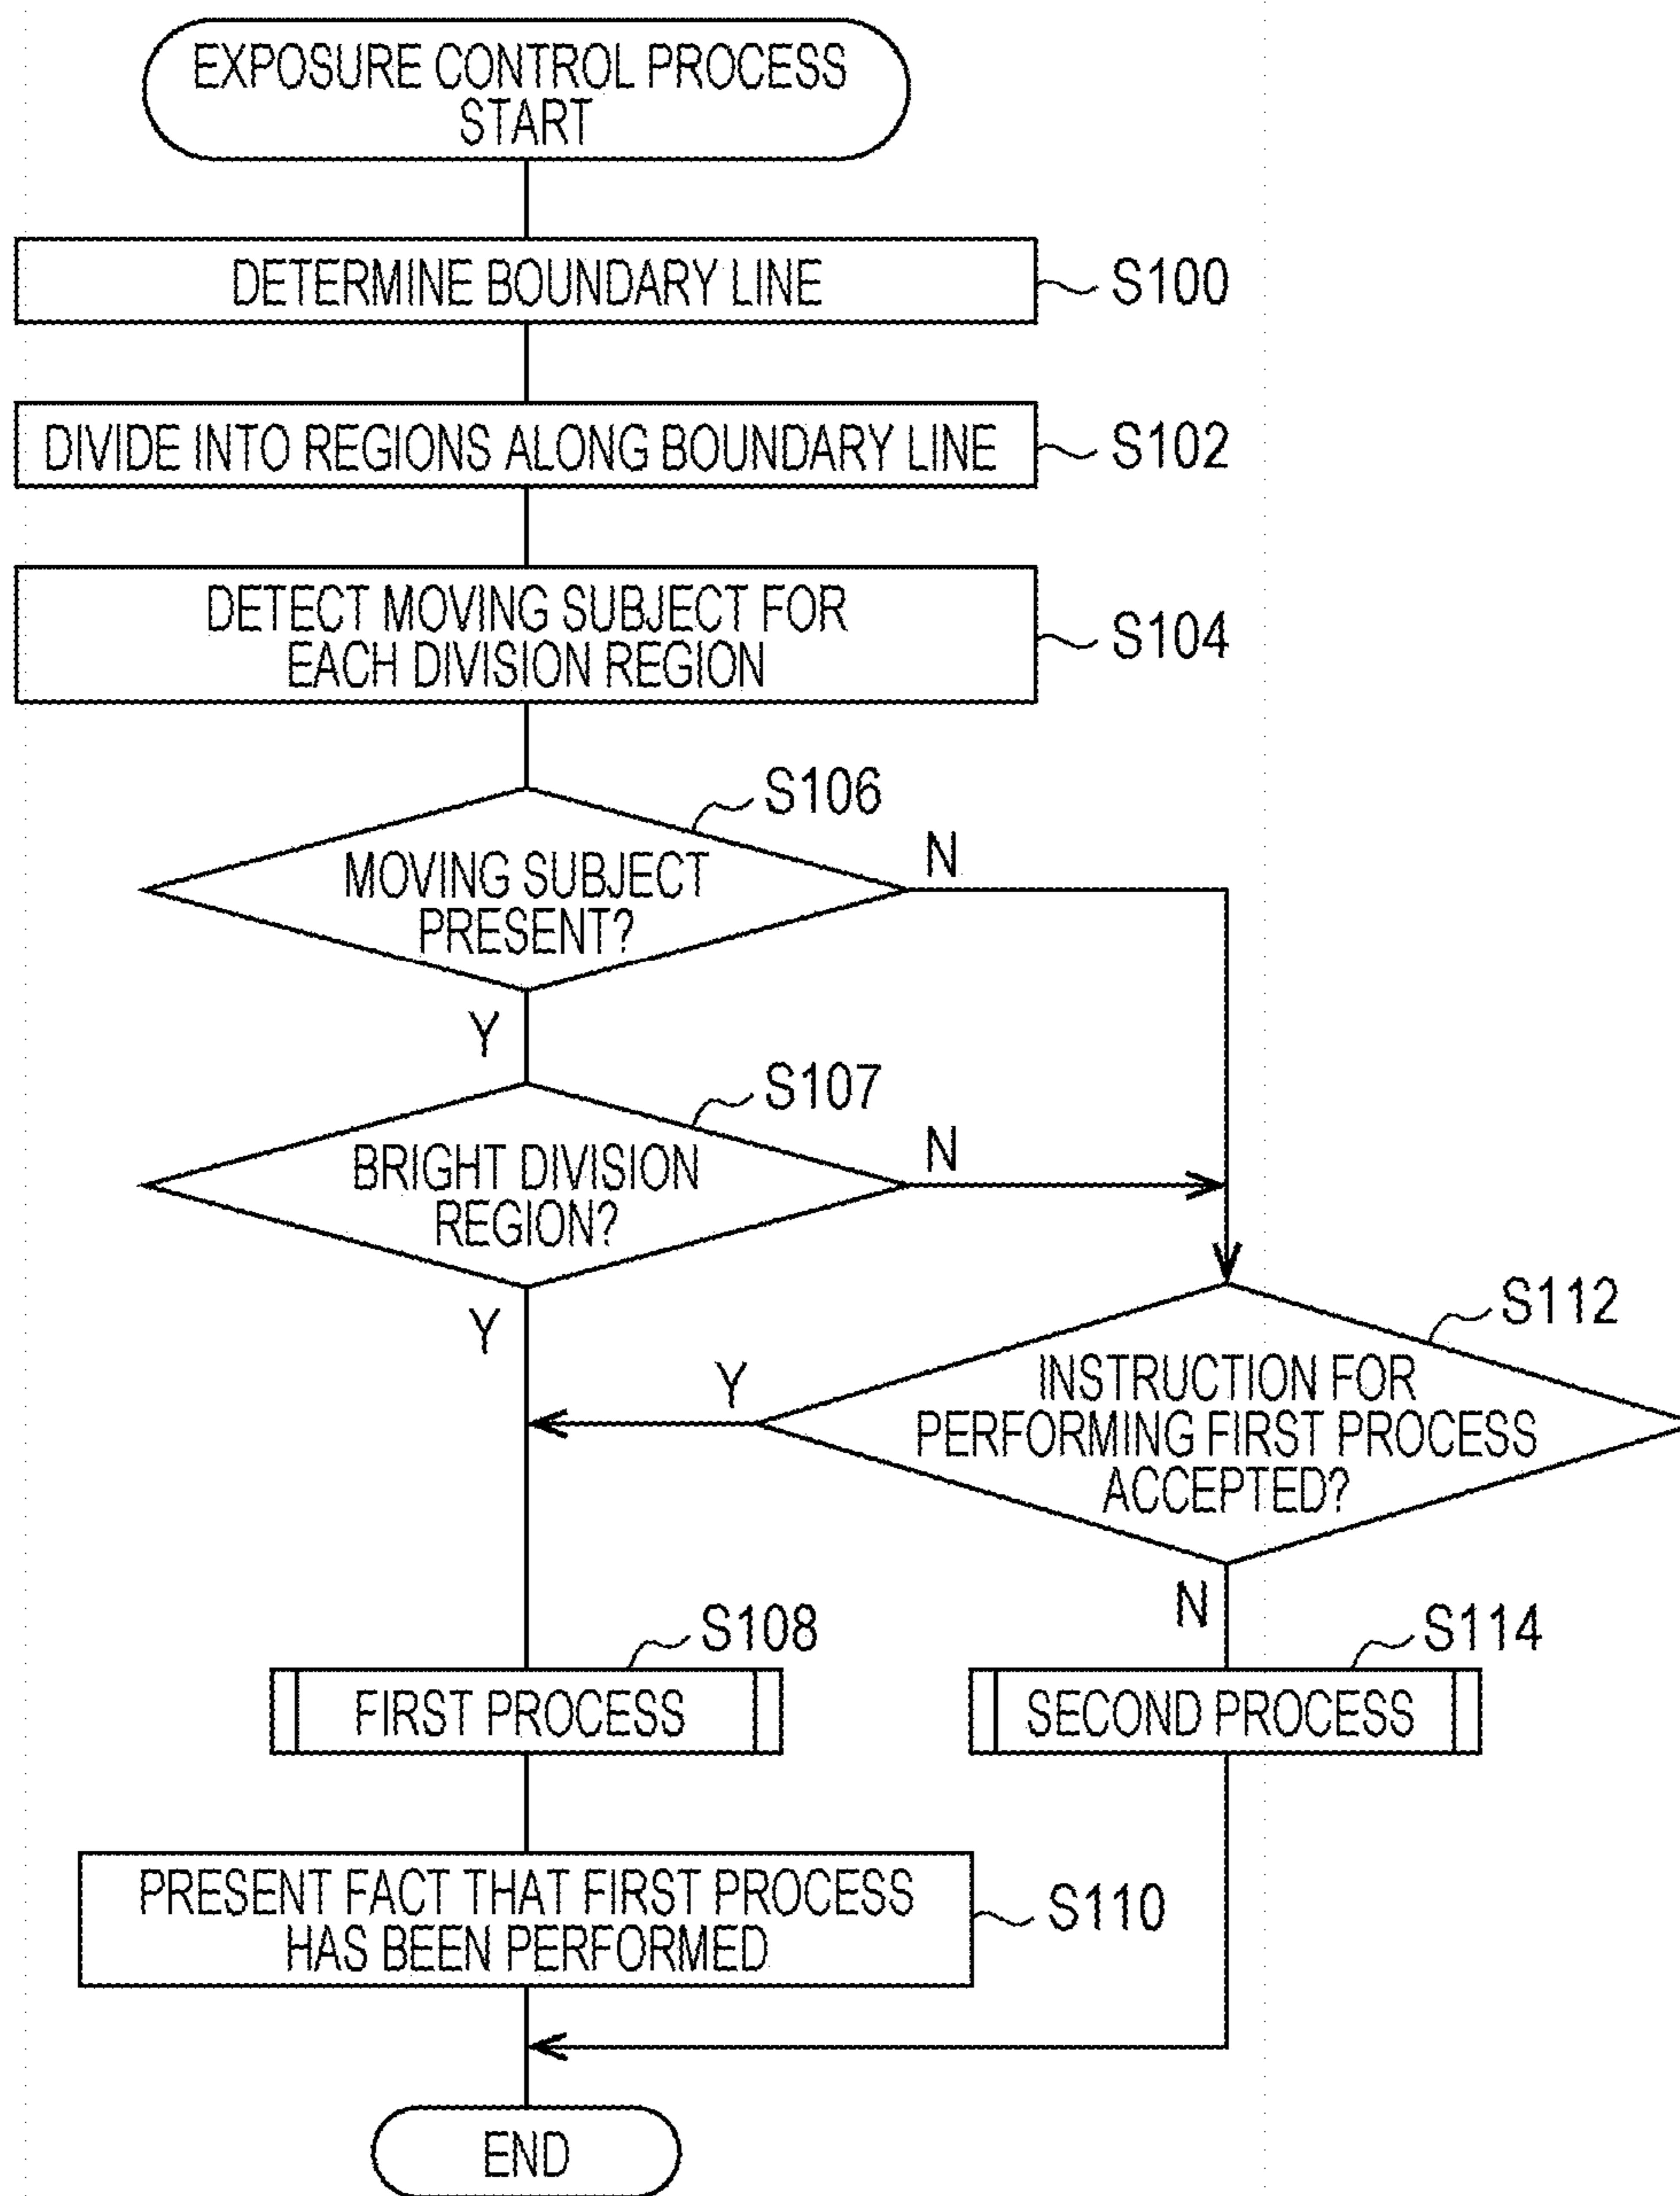 EXPOSURE CONTROL PROCESS
START
DETERMINE BOUNDARY LINE
S100
DIVIDE INTO REGIONS ALONG BOUNDARY LINE
S102
DETECT MOVING SUBJECT FOR
EACH DIVISION REGION
S104
S106
MOVING SUBJECT
PRESENT?
N
Y
S107
BRIGHT DIVISION
REGION?
N
Y
S112
INSTRUCTION FOR
PERFORMING FIRST PROCESS
ACCEPTED?
Y
N
S108
FIRST PROCESS
S114
SECOND PROCESS
PRESENT FACT THAT FIRST PROCESS
HAS BEEN PERFORMED
S110
END